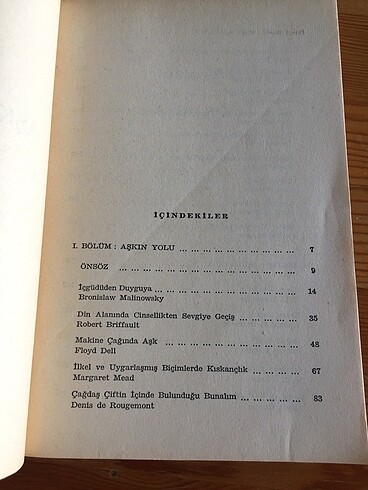 İÇİNDEKİLER
I. BÖLÜM : AŞKIN YOLU ... ... ... ... ... ... ... ... ... ... ... 7
ÖNSÖZ ... ... ... ... ... ... ... ... ... ... ... ... ... ... ... 9
İçgüdülden Duyguya ... ... ... ... ... ... ... ... ... ... ... 14
Bronislaw Malinowsky
Din Alanında Cinsellikten Sevgiye Geçiş ... ... ... ... ... 35
Robert Briffault
Makine Çağında Aşk ... ... ... ... ... ... ... ... ... ... ... 48
Floyd Dell
İlkel ve Uygarlaşmış Biçimlerde Kıskançlık ... ... ... ... 67
Margaret Mead
Çağdaş Çiftin İçinde Bulunduğu Bunalım ... ... ... ... ... 83
Denis de Rougemont